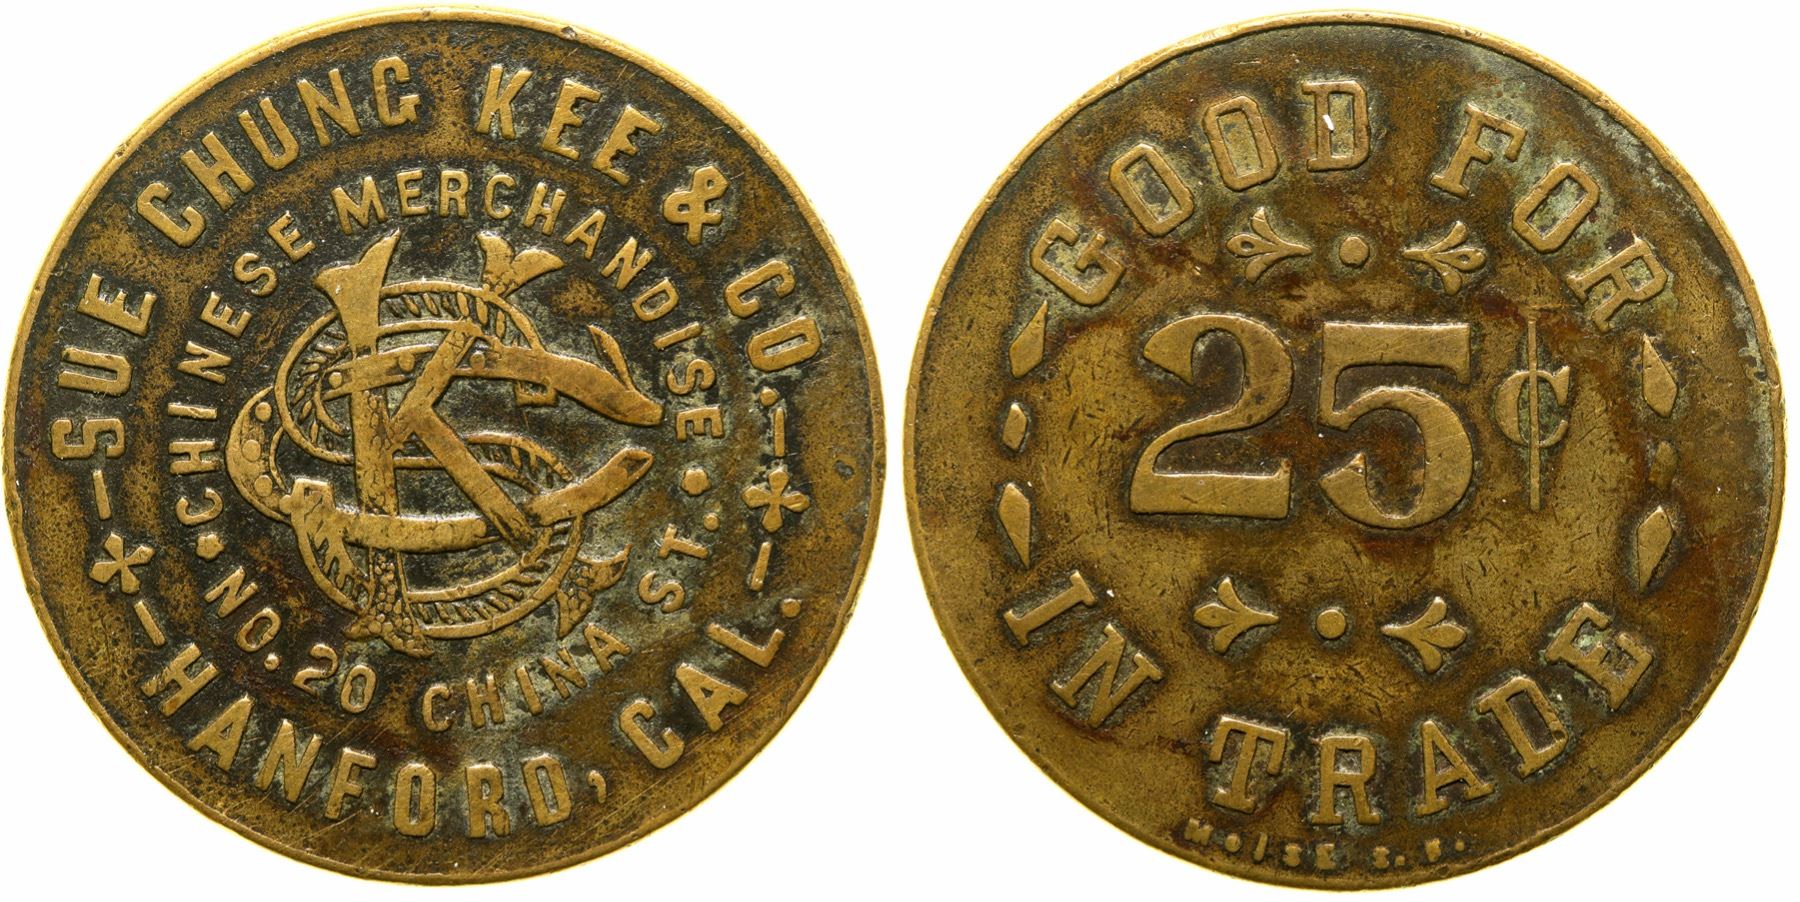 SUE CHUNG KEE & CO.
CHINESE MERCHANDISE
SCK
NO. 20 CHINA ST.
HANFORD, CAL.
GOOD FOR
25¢
IN TRADE
MOISE S.F.